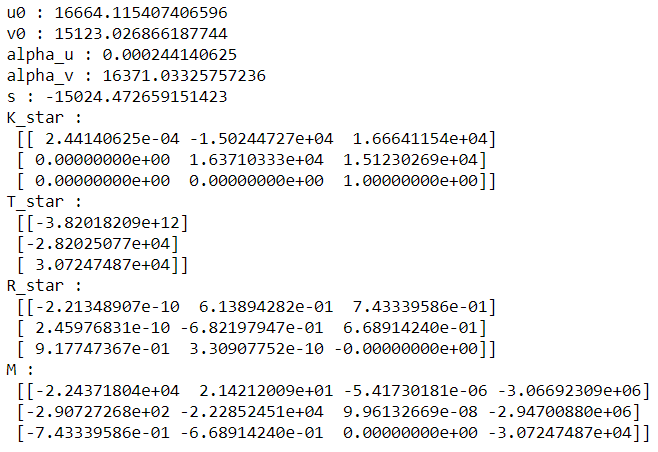 u0 : 16664.115407406596
v0 : 15123.026866187744
alpha_u : 0.000244140625
alpha_v : 16371.03325757236
s : -15024.472659151423
K_star :
 [[ 2.44140625e-04 -1.50244727e+04  1.66641154e+04]
 [ 0.00000000e+00  1.63710333e+04  1.51230269e+04]
 [ 0.00000000e+00  0.00000000e+00  1.00000000e+00]]
T_star :
 [[-3.82018209e+12]
 [-2.82025077e+04]
 [ 3.07247487e+04]]
R_star :
 [[-2.21348907e-10  6.13894282e-01  7.43339586e-01]
 [ 2.45976831e-10 -6.82197947e-01  6.68914240e-01]
 [ 9.17747367e-01  3.30907752e-10 -0.00000000e+00]]
M :
 [[-2.24371804e+04  2.14212009e+01 -5.41730181e-06 -3.06692309e+06]
 [-2.90727268e+02 -2.22852451e+04  9.96132669e-08 -2.94700880e+06]
 [-7.43339586e-01 -6.68914240e-01  0.00000000e+00 -3.07247487e+04]]